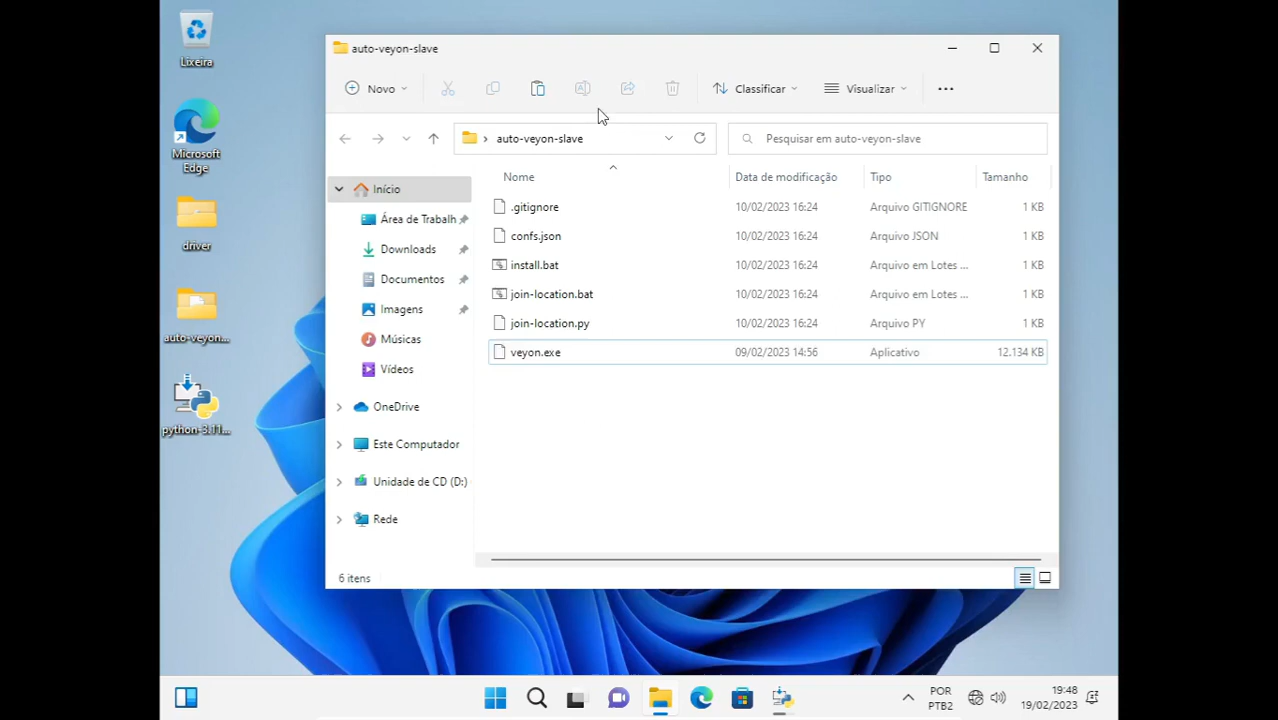 Lixeira
Microsoft
Edge
driver
auto-veyon...
python-3.11...
auto-veyon-slave
Novo
Classificar
Visualizar
auto-veyon-slave
Pesquisar em auto-veyon-slave
Início
Área de Trabalh
Downloads
Documentos
Imagens
Músicas
Vídeos
OneDrive
Este Computador
Unidade de CD (D:)
Rede
Nome Data de modificação Tipo Tamanho
.gitignore 10/02/2023 16:24 Arquivo GITIGNORE 1 KB
confs.json 10/02/2023 16:24 Arquivo JSON 1 KB
install.bat 10/02/2023 16:24 Arquivo em Lotes ... 1 KB
join-location.bat 10/02/2023 16:24 Arquivo em Lotes ... 1 KB
join-location.py 10/02/2023 16:24 Arquivo PY 1 KB
veyon.exe 09/02/2023 14:56 Aplicativo 12.134 KB
6 itens
POR
PTB2
19:48
19/02/2023